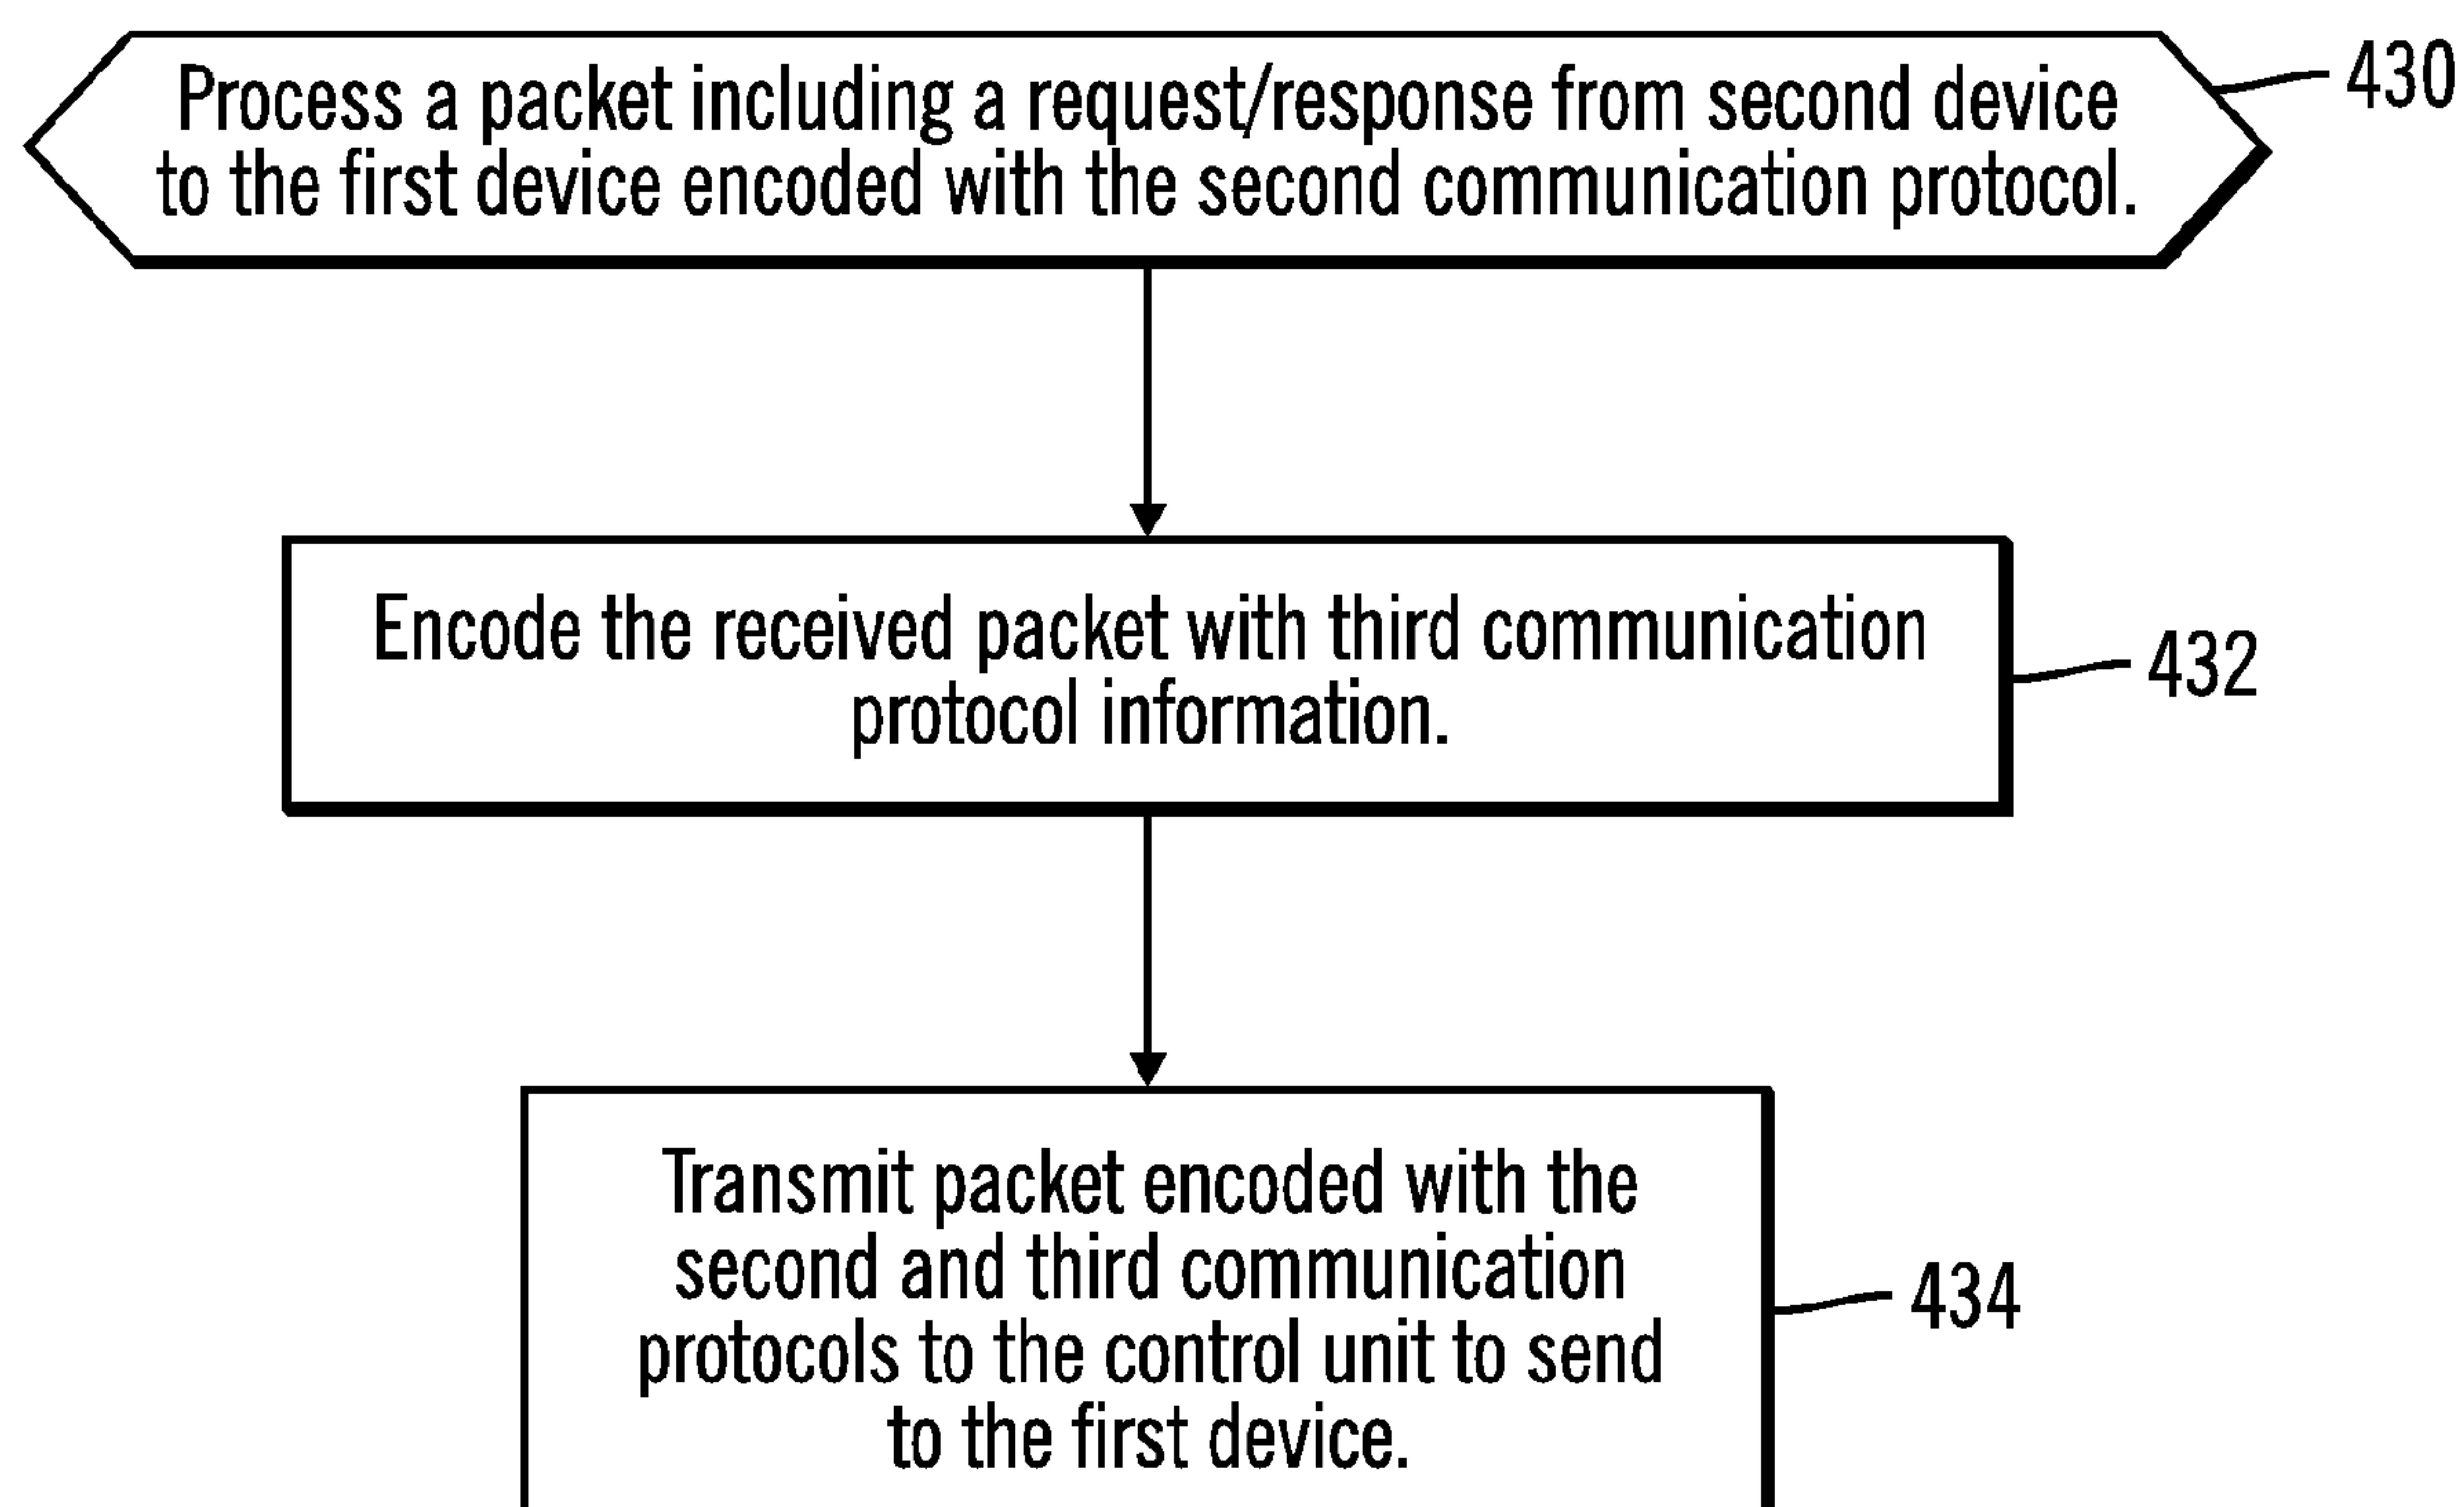 Process a packet including a request/response from second device
to the first device encoded with the second communication protocol.
430
Encode the received packet with third communication
protocol information.
432
Transmit packet encoded with the
second and third communication
protocols to the control unit to send
to the first device.
434